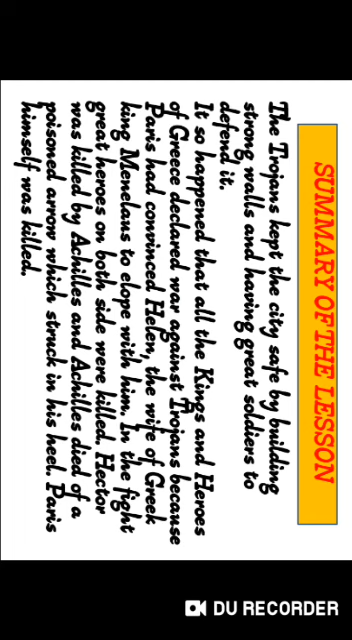 SUMMARY OF THE LESSON
The Trojans kept the city safe by building
strong walls and having great soldiers to
defend it.
It so happened that all the Kings and Heroes
of Greece declared war against Trojans because
Paris had convinced Helen, the wife of Greek
king Menelaus to elope with him. In the fight
great heroes on both side were killed. Hector
was killed by Achilles and Achilles died of a
poisoned arrow which struck in his heel. Paris
himself was killed.
DU RECORDER